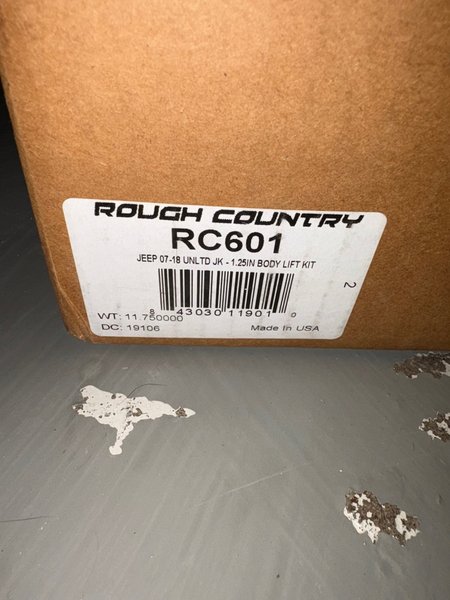 ROUGH COUNTRY
RC601
JEEP 07-18 UNLTD JK - 1.25IN BODY LIFT KIT
8 43030 11901 0
WT: 11.750000
DC: 19106 Made In USA
2